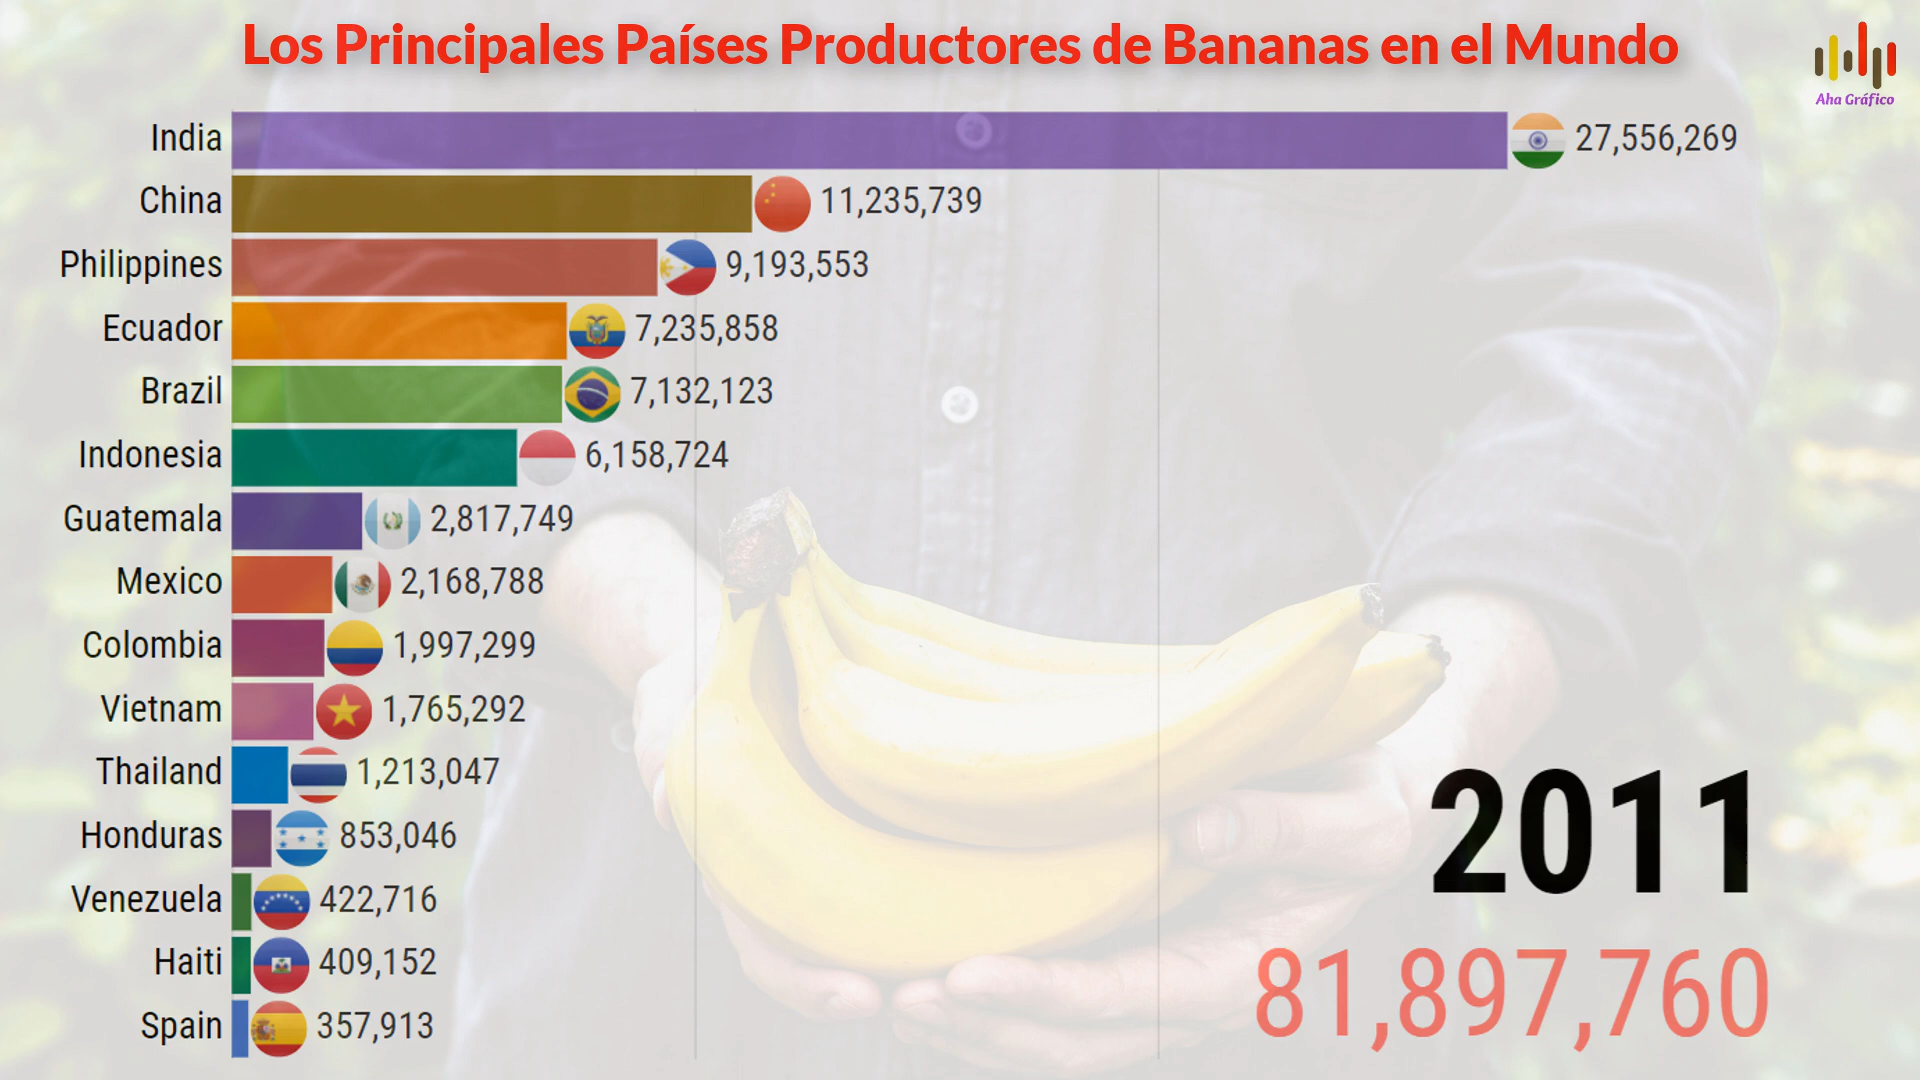 Los Principales Países Productores de Bananas en el Mundo
Aha Gráfico
India 27,556,269
China 11,235,739
Philippines 9,193,553
Ecuador 7,235,858
Brazil 7,132,123
Indonesia 6,158,724
Guatemala 2,817,749
Mexico 2,168,788
Colombia 1,997,299
Vietnam 1,765,292
Thailand 1,213,047
Honduras 853,046
Venezuela 422,716
Haiti 409,152
Spain 357,913
2011
81,897,760